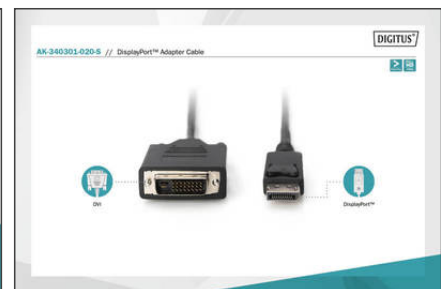 DIGITUS®
AK-340301-020-S // DisplayPort™ Adapter Cable
DVI
DisplayPort™